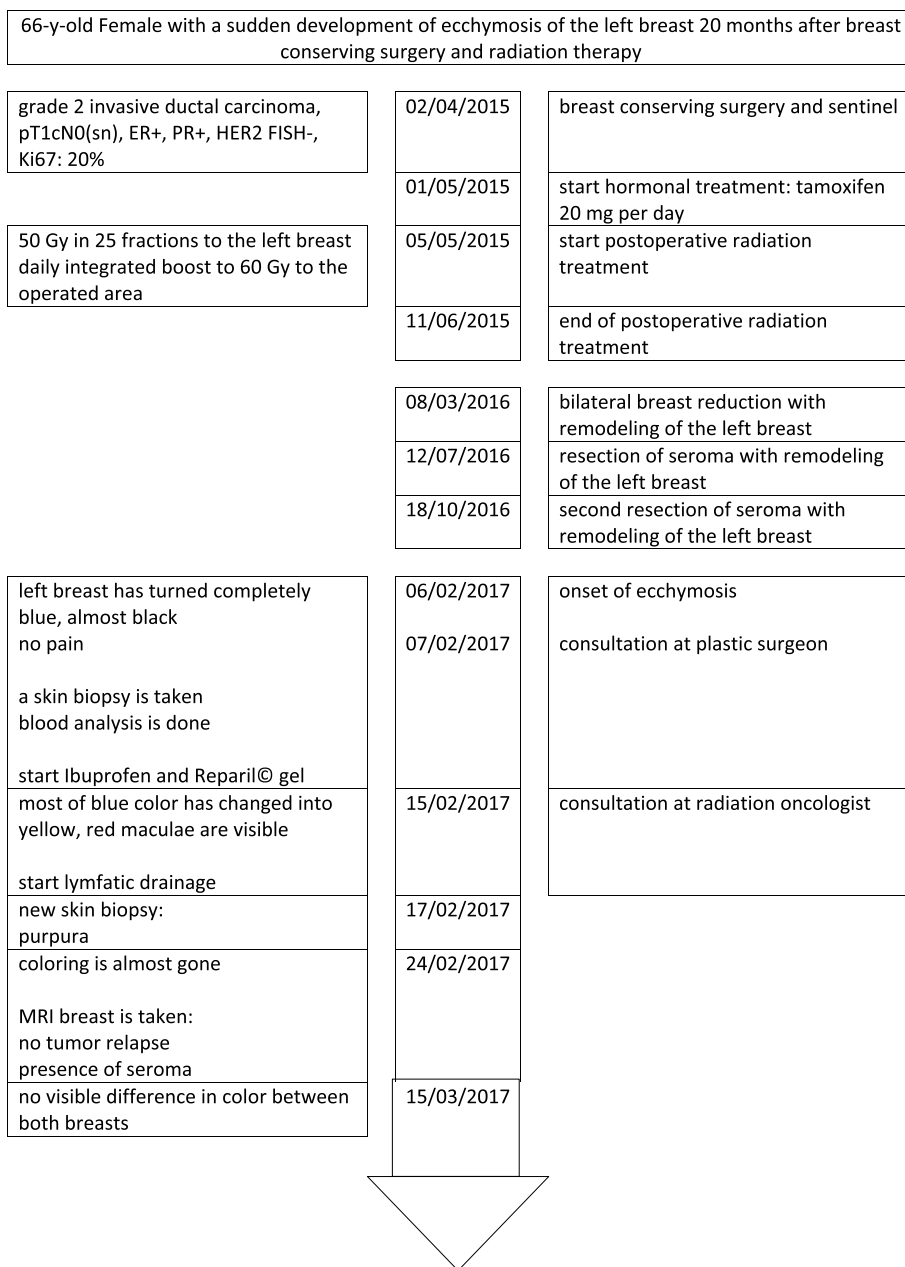 66-y-old Female with a sudden development of ecchymosis of the left breast 20 months after breast
conserving surgery and radiation therapy
grade 2 invasive ductal carcinoma,
pT1cN0(sn), ER+, PR+, HER2 FISH-,
Ki67: 20%
02/04/2015
breast conserving surgery and sentinel
01/05/2015
start hormonal treatment: tamoxifen
20 mg per day
50 Gy in 25 fractions to the left breast
daily integrated boost to 60 Gy to the
operated area
05/05/2015
start postoperative radiation
treatment
11/06/2015
end of postoperative radiation
treatment
08/03/2016
bilateral breast reduction with
remodeling of the left breast
12/07/2016
resection of seroma with remodeling
of the left breast
18/10/2016
second resection of seroma with
remodeling of the left breast
left breast has turned completely
blue, almost black
no pain
a skin biopsy is taken
blood analysis is done
start Ibuprofen and Reparil© gel
06/02/2017
07/02/2017
onset of ecchymosis
consultation at plastic surgeon
most of blue color has changed into
yellow, red maculae are visible
start lymfatic drainage
15/02/2017
consultation at radiation oncologist
new skin biopsy:
purpura
17/02/2017
coloring is almost gone
MRI breast is taken:
no tumor relapse
presence of seroma
24/02/2017
no visible difference in color between
both breasts
15/03/2017